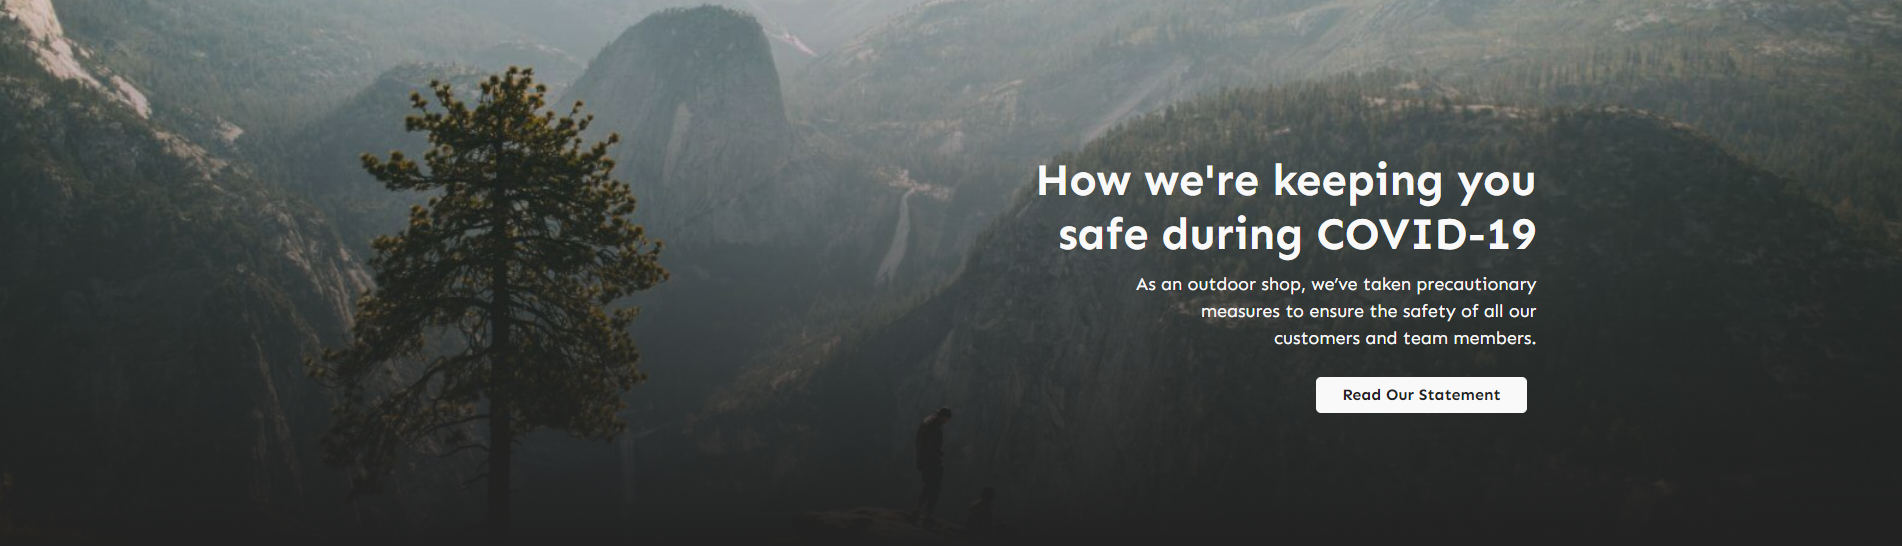 How we're keeping you
safe during COVID-19
As an outdoor shop, we’ve taken precautionary
measures to ensure the safety of all our
customers and team members.
Read Our Statement